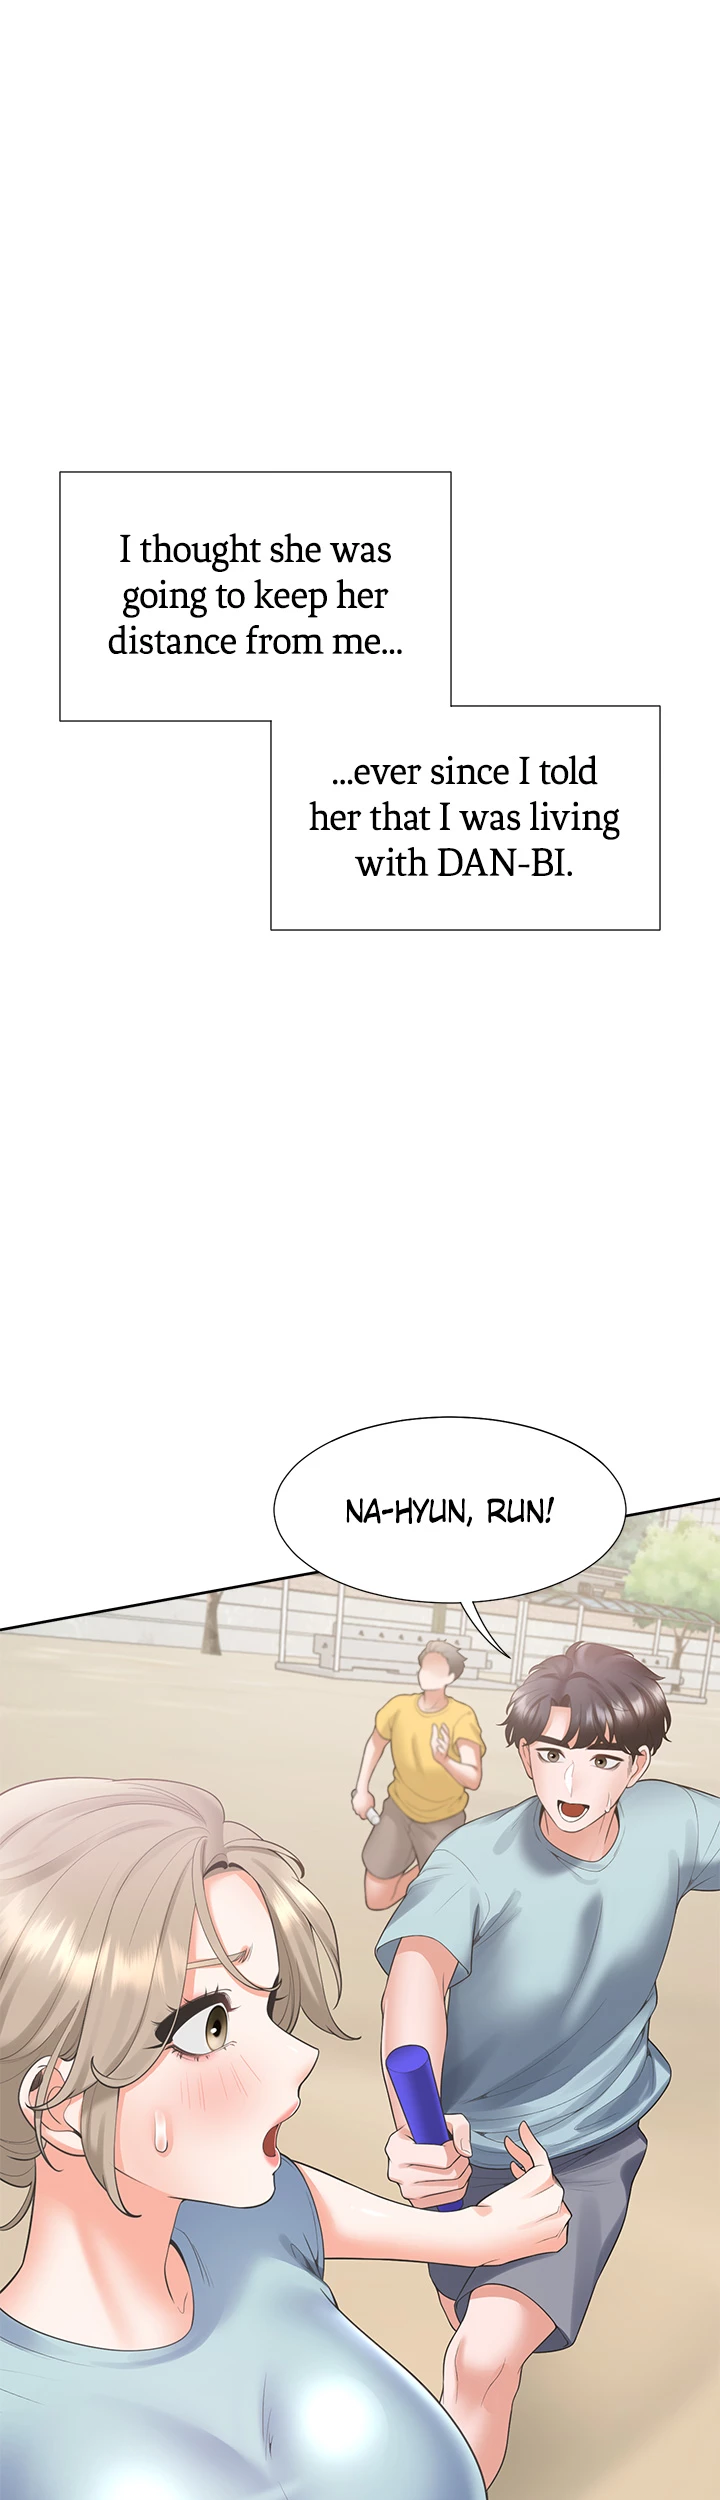 I thought she was
going to keep her
distance from me...
...ever since I told
her that I was living
with DAN-BI.
NA-HYUN, RUN!